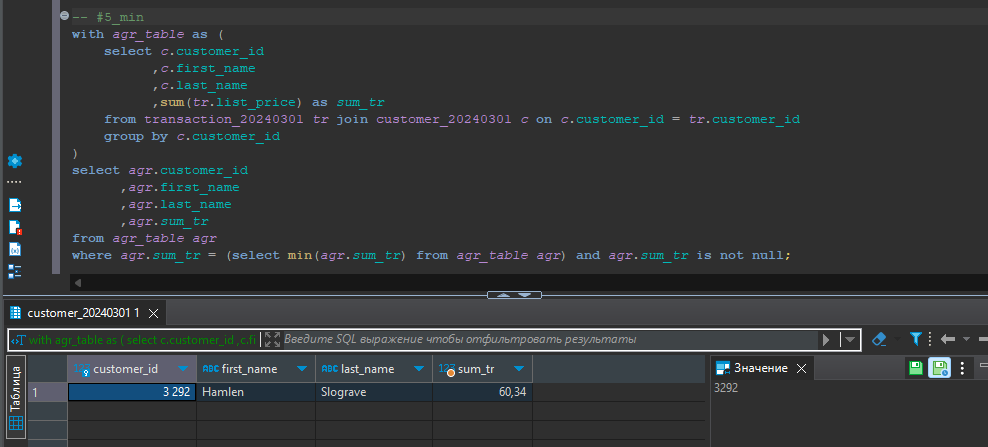 -- #5_min
with agr_table as (
select c.customer_id
,c.first_name
,c.last_name
,sum(tr.list_price) as sum_tr
from transaction_20240301 tr join customer_20240301 c on c.customer_id = tr.customer_id
group by c.customer_id
)
select agr.customer_id
,agr.first_name
,agr.last_name
,agr.sum_tr
from agr_table agr
where agr.sum_tr = (select min(agr.sum_tr) from agr_table agr) and agr.sum_tr is not null;
customer_20240301 1
with agr_table as ( select c.customer_id ,c.fi
Введите SQL выражение чтобы отфильтровать результаты
Таблица
customer_id first_name last_name sum_tr
1 3 292 Hamlen Slograve 60,34
Значение
3292